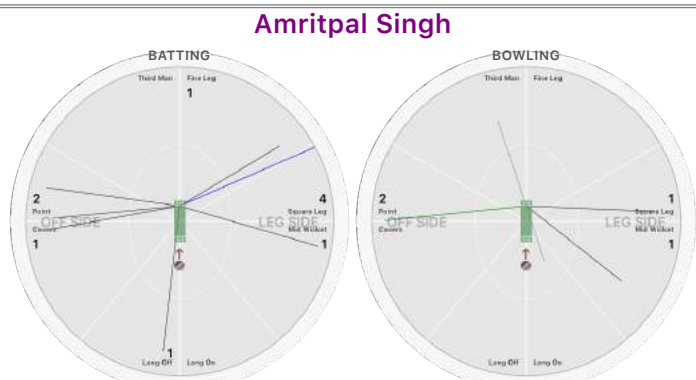 Amritpal Singh
BATTING
Third Man
Fine Leg
1
2
Point
OFF SIDE
Covers
1
4
Square Leg
LEG SIDE
Mid Wicket
1
1
Long Off
Long On
BOWLING
Third Man
Fine Leg
2
Point
OFF SIDE
Covers
1
Square Leg
LEG SIDE
Mid Wicket
Long Off
Long On